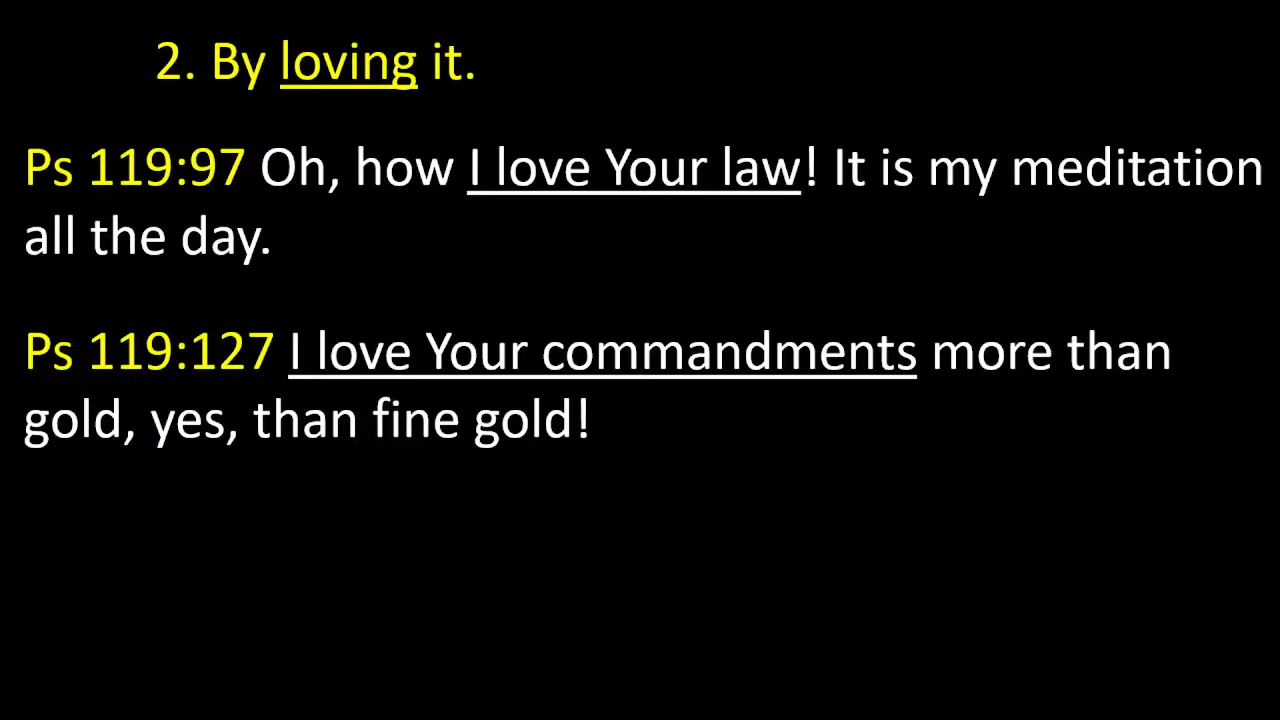 2. By loving it.
Ps 119:97 Oh, how I love Your law! It is my meditation
all the day.
Ps 119:127 I love Your commandments more than
gold, yes, than fine gold!